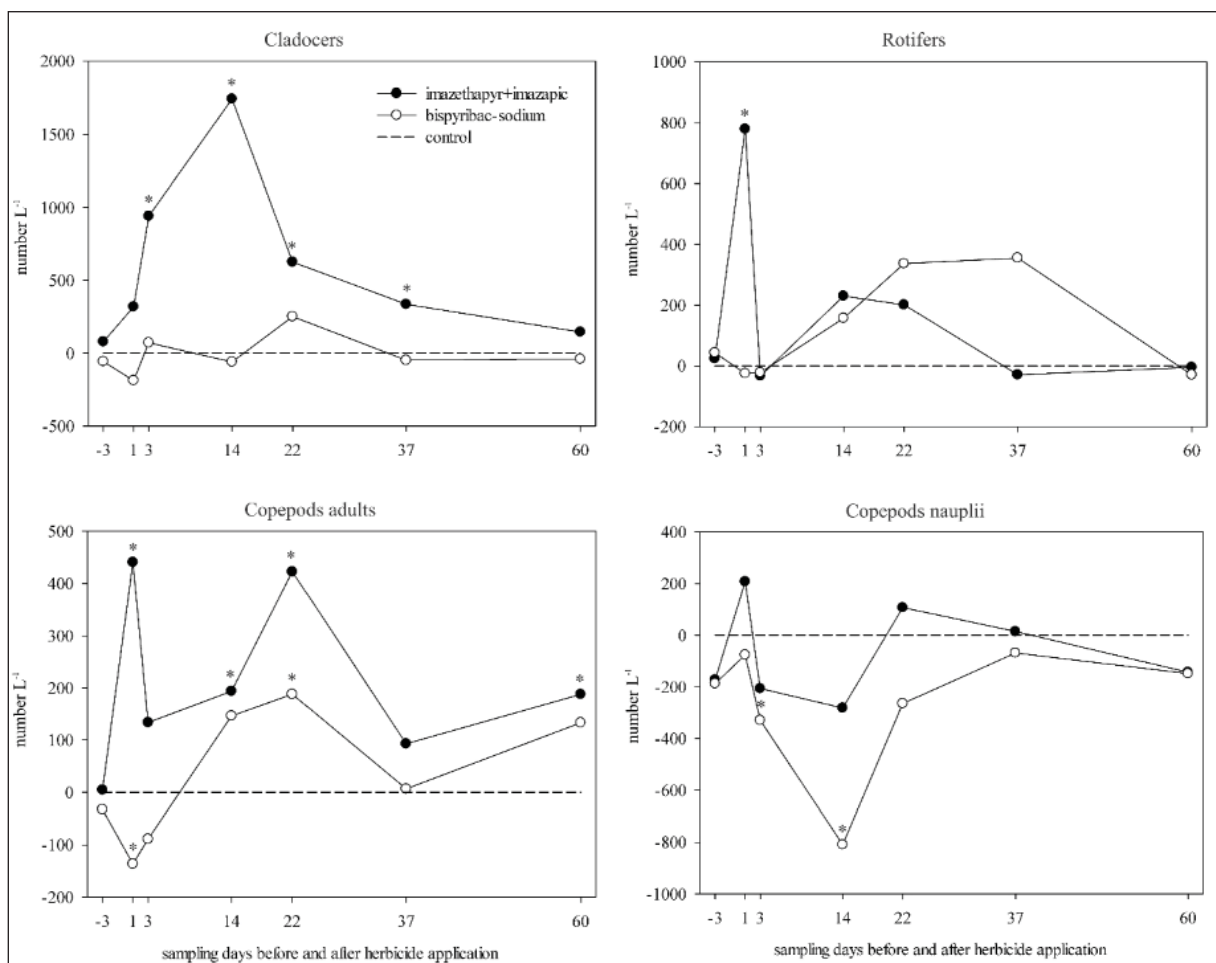 Cladocers
2000
1500
1000
500
0
-500
number L⁻¹
* * * *
imazethapyr+imazapic
bispyribac-sodium
control
-3 1 3 14 22 37 60
Rotifers
1000
800
600
400
200
0
-200
number L⁻¹
*
-3 1 3 14 22 37 60
Copepods adults
500
400
300
200
100
0
-100
-200
number L⁻¹
* * * * * *
-3 1 3 14 22 37 60
sampling days before and after herbicide application
Copepods nauplii
400
200
0
-200
-400
-600
-800
-1000
number L⁻¹
* *
-3 1 3 14 22 37 60
sampling days before and after herbicide application